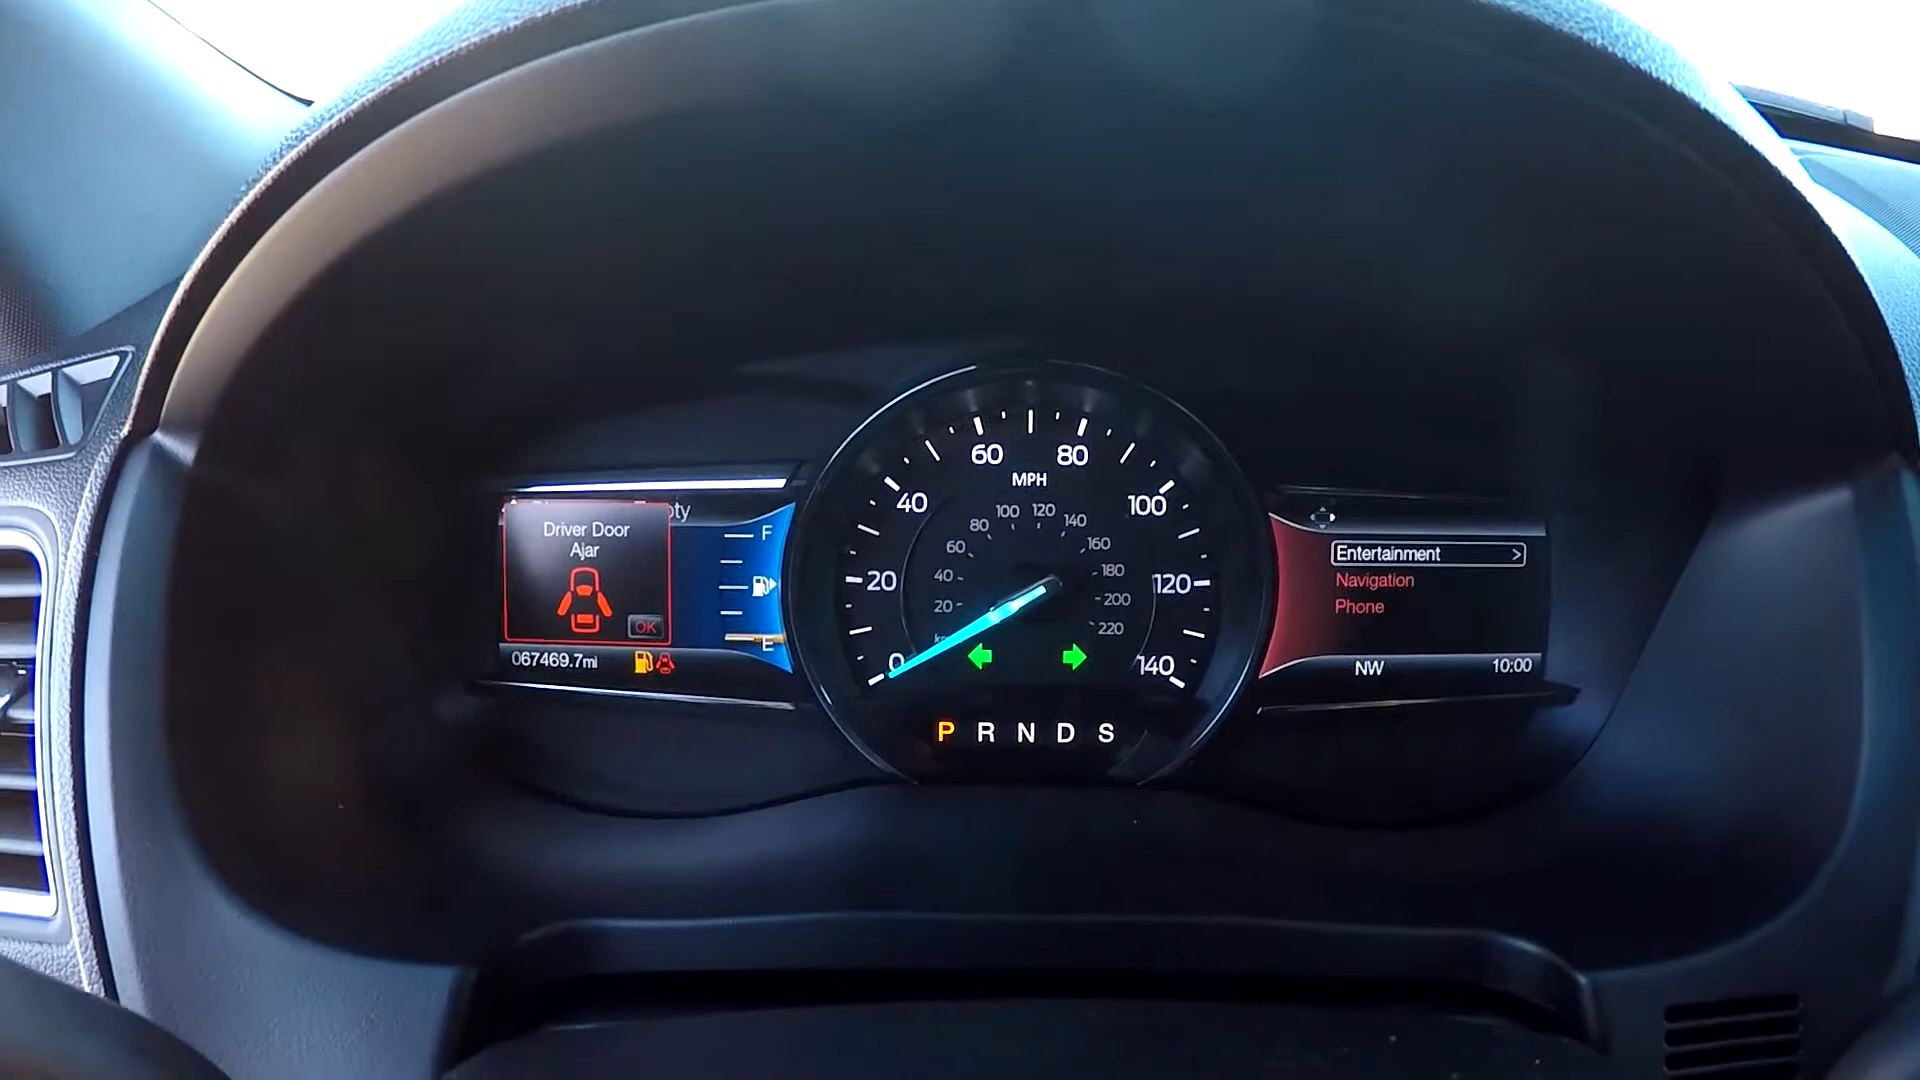 60 80
MPH
40 100
100 120
80 140
60 160
40 180
20 200
220
20 120
0 140
P R N D S
Driver Door
Ajar
OK
F
E
067469.7mi
Entertainment >
Navigation
Phone
NW 10:00